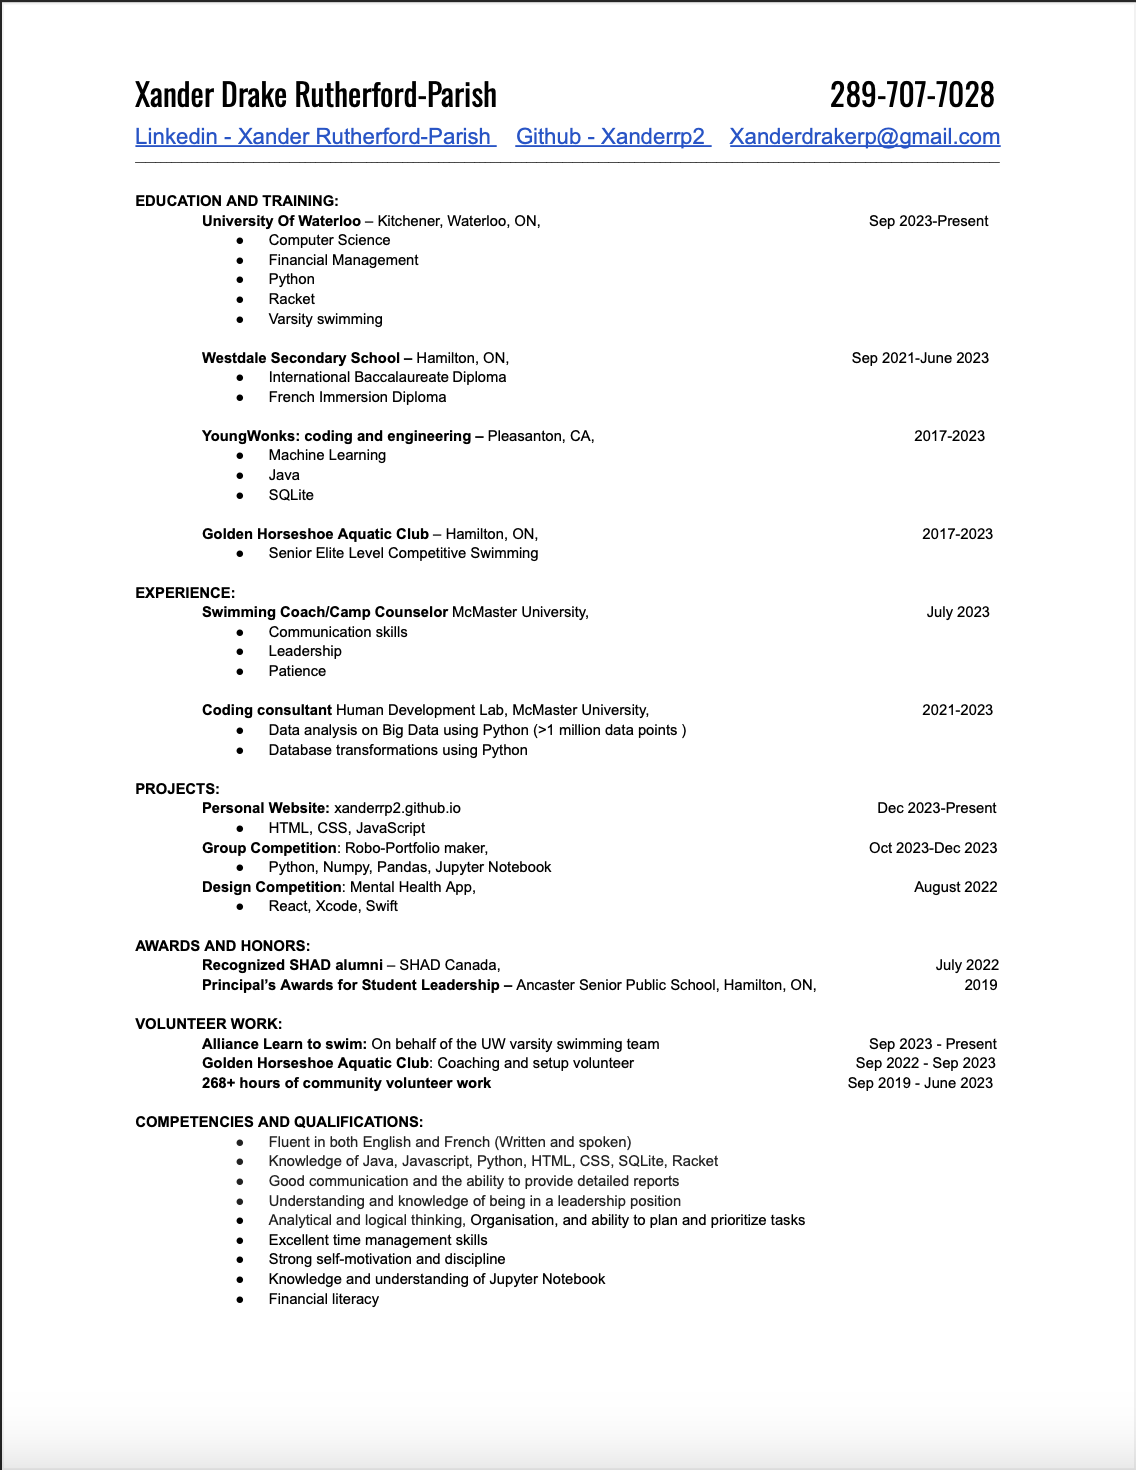 Xander Drake Rutherford-Parish 289-707-7028
Linkedin - Xander Rutherford-Parish Github - Xanderrp2 Xanderdrakerp@gmail.com
EDUCATION AND TRAINING:
University Of Waterloo – Kitchener, Waterloo, ON, Sep 2023-Present
● Computer Science
● Financial Management
● Python
● Racket
● Varsity swimming
Westdale Secondary School – Hamilton, ON, Sep 2021-June 2023
● International Baccalaureate Diploma
● French Immersion Diploma
YoungWonks: coding and engineering – Pleasanton, CA, 2017-2023
● Machine Learning
● Java
● SQLite
Golden Horseshoe Aquatic Club – Hamilton, ON, 2017-2023
● Senior Elite Level Competitive Swimming
EXPERIENCE:
Swimming Coach/Camp Counselor McMaster University, July 2023
● Communication skills
● Leadership
● Patience
Coding consultant Human Development Lab, McMaster University, 2021-2023
● Data analysis on Big Data using Python (>1 million data points )
● Database transformations using Python
PROJECTS:
Personal Website: xanderrp2.github.io Dec 2023-Present
● HTML, CSS, JavaScript
Group Competition: Robo-Portfolio maker, Oct 2023-Dec 2023
● Python, Numpy, Pandas, Jupyter Notebook
Design Competition: Mental Health App, August 2022
● React, Xcode, Swift
AWARDS AND HONORS:
Recognized SHAD alumni – SHAD Canada, July 2022
Principal’s Awards for Student Leadership – Ancaster Senior Public School, Hamilton, ON, 2019
VOLUNTEER WORK:
Alliance Learn to swim: On behalf of the UW varsity swimming team Sep 2023 - Present
Golden Horseshoe Aquatic Club: Coaching and setup volunteer Sep 2022 - Sep 2023
268+ hours of community volunteer work Sep 2019 - June 2023
COMPETENCIES AND QUALIFICATIONS:
● Fluent in both English and French (Written and spoken)
● Knowledge of Java, Javascript, Python, HTML, CSS, SQLite, Racket
● Good communication and the ability to provide detailed reports
● Understanding and knowledge of being in a leadership position
● Analytical and logical thinking, Organisation, and ability to plan and prioritize tasks
● Excellent time management skills
● Strong self-motivation and discipline
● Knowledge and understanding of Jupyter Notebook
● Financial literacy